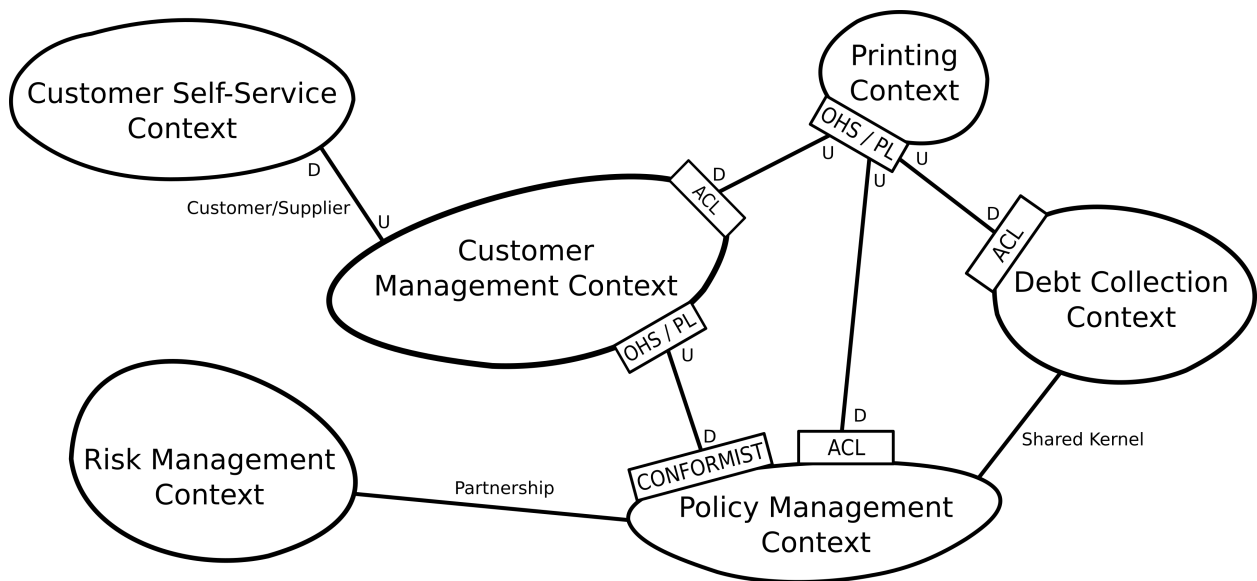 Customer Self-Service
Context
D
Customer/Supplier
U
Printing
Context
OHS / PL
U
U
U
D
ACL
D
ACL
Customer
Management Context
OHS / PL
U
Debt Collection
Context
D
CONFORMIST
D
ACL
Shared Kernel
Risk Management
Context
Partnership
Policy Management
Context